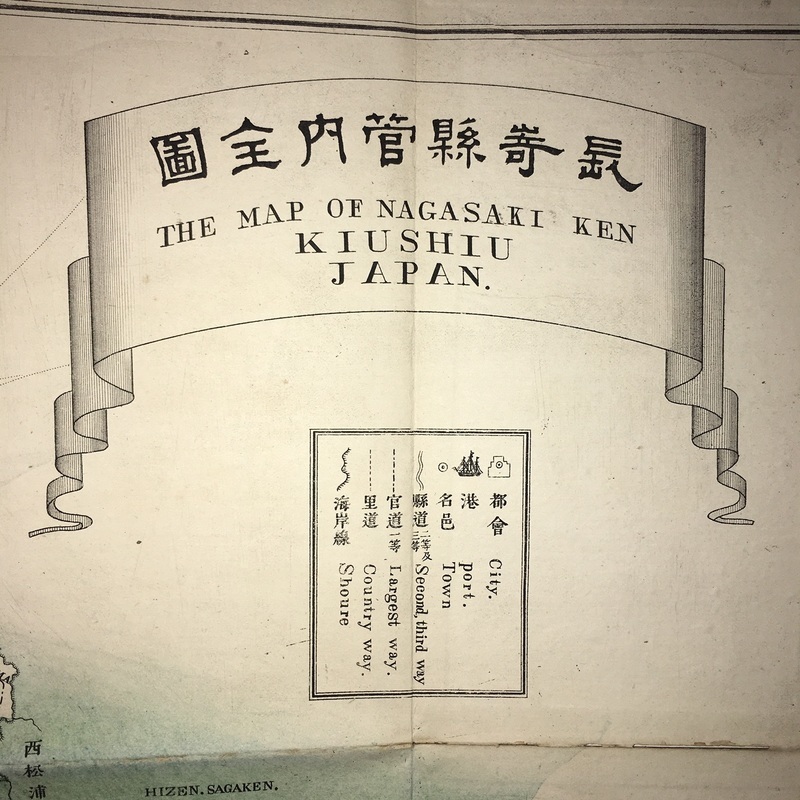 長嵜縣管内全圖
THE MAP OF NAGASAKI KEN
KIUSHIU
JAPAN.
都會 City.
港 port.
名邑 Town
縣道二等及三等 Second, third way
官道一等 Largest way.
里道 Country way.
海岸線 Shoure
西松浦
HIZEN. SAGAKEN.